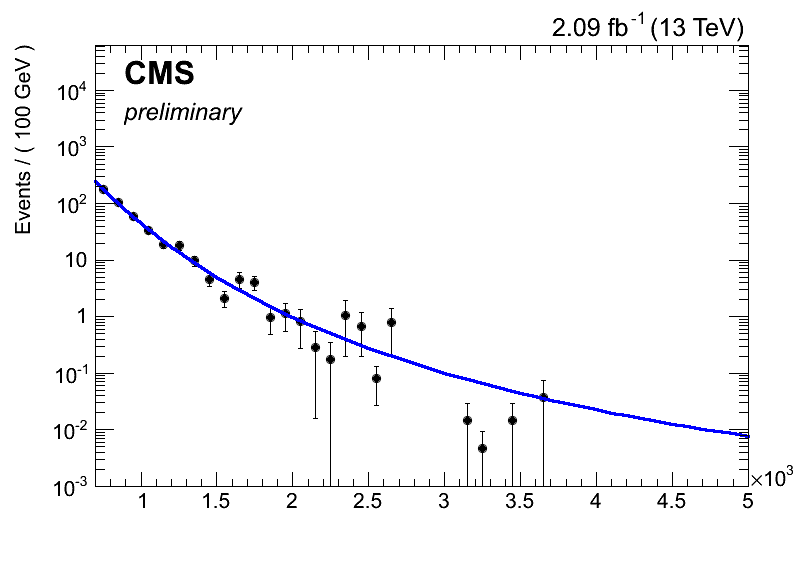 2.09 fb⁻¹ (13 TeV)
CMS
preliminary
Events / ( 100 GeV )
10⁴
10³
10²
10
1
10⁻¹
10⁻²
10⁻³
1 1.5 2 2.5 3 3.5 4 4.5 5
×10³